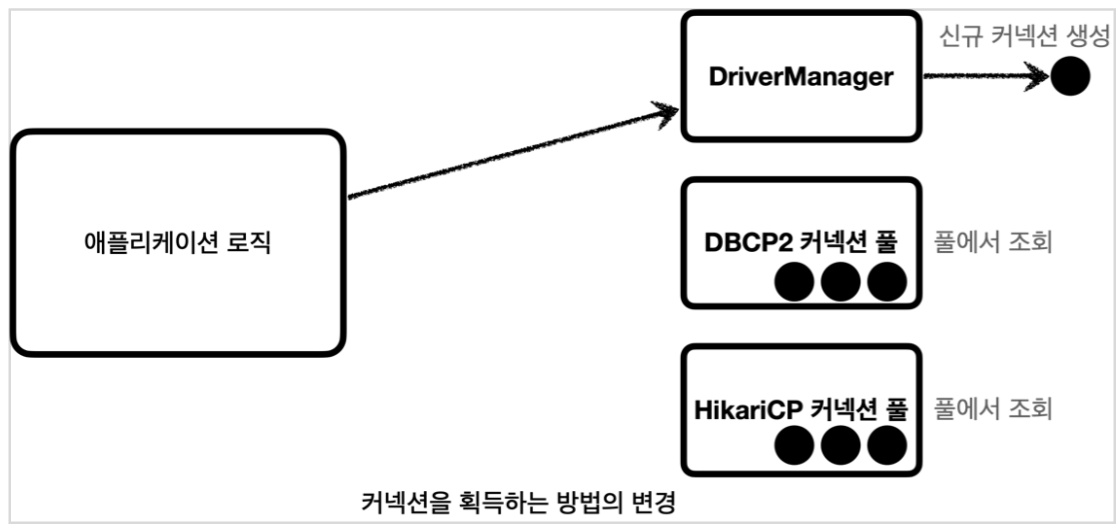 신규 커넥션 생성
DriverManager
애플리케이션 로직
DBCP2 커넥션 풀
풀에서 조회
HikariCP 커넥션 풀
풀에서 조회
커넥션을 획득하는 방법의 변경